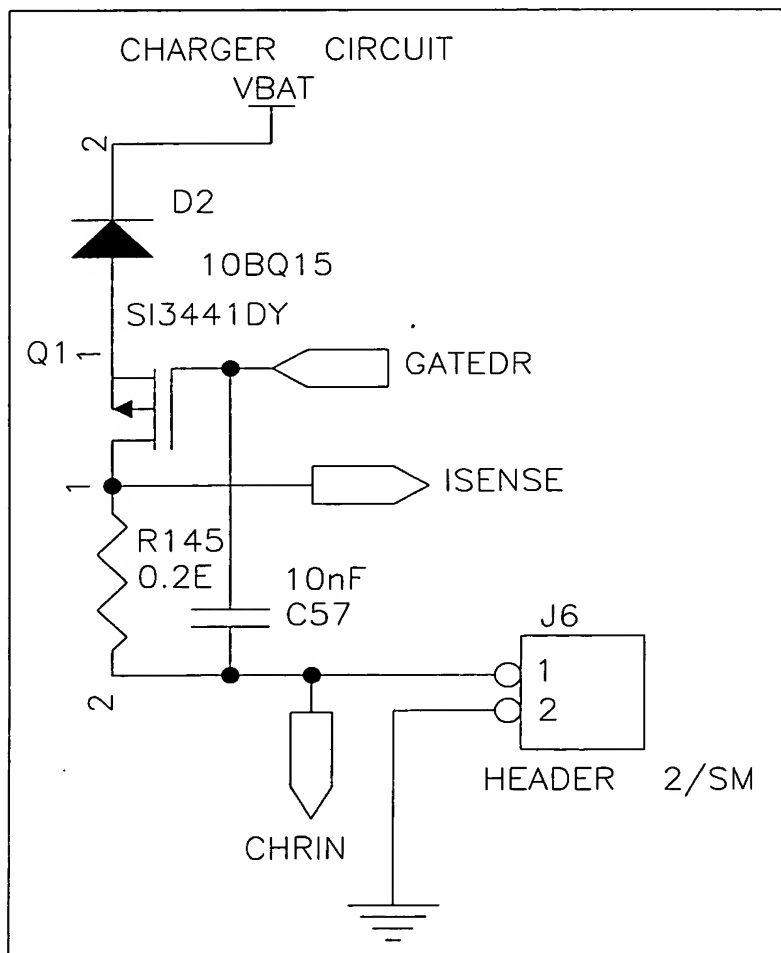 CHARGER CIRCUIT
VBAT
2
D2
10BQ15
SI3441DY
Q1
1
GATEDR
1
ISENSE
R145
0.2E
10nF
C57
J6
1
2
2
HEADER 2/SM
CHRIN